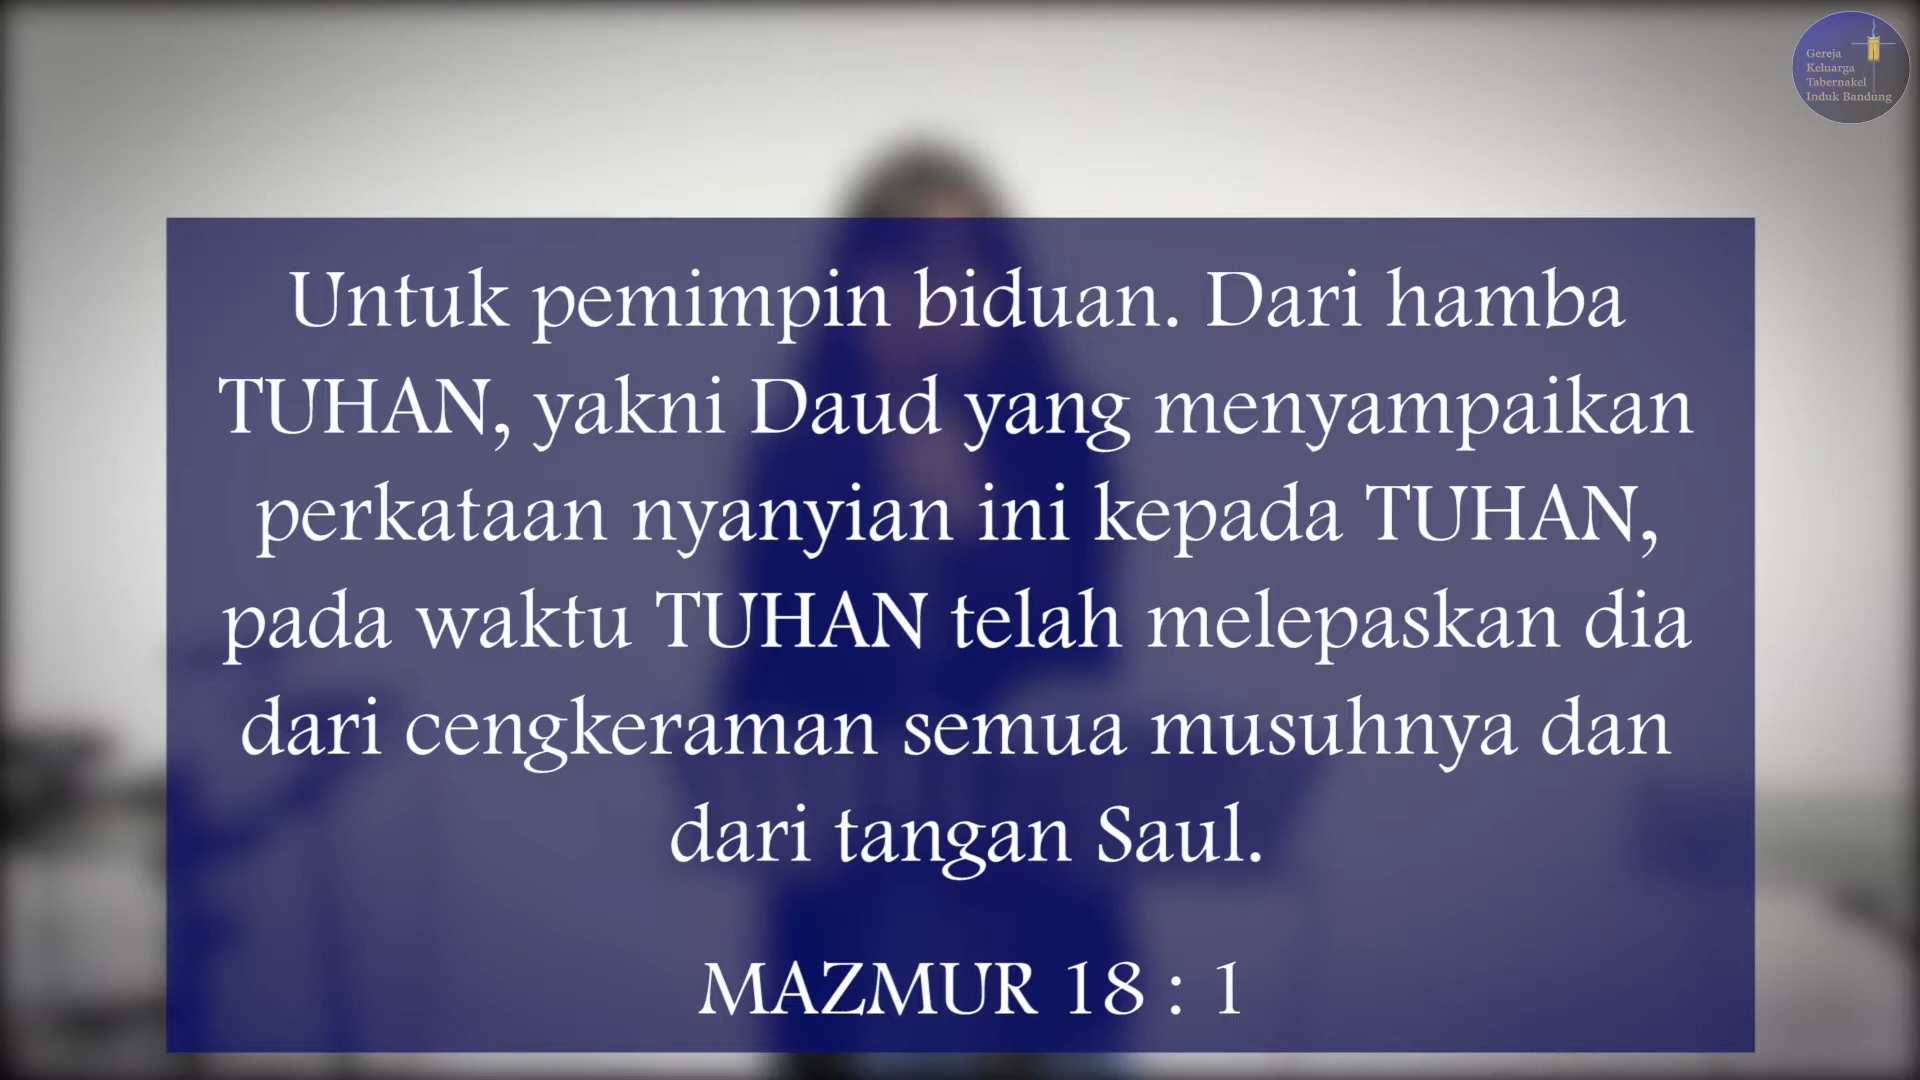 Gereja
Keluarga
Tabernakel
Induk Bandung
Untuk pemimpin biduan. Dari hamba
TUHAN, yakni Daud yang menyampaikan
perkataan nyanyian ini kepada TUHAN,
pada waktu TUHAN telah melepaskan dia
dari cengkeraman semua musuhnya dan
dari tangan Saul.
MAZMUR 18 : 1